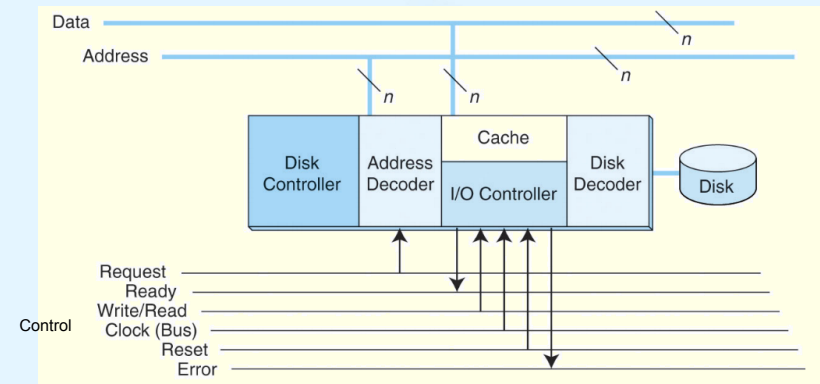 Data
n
Address
n
n
n
Disk
Controller
Address
Decoder
Cache
I/O Controller
Disk
Decoder
Disk
Request
Ready
Write/Read
Control
Clock (Bus)
Reset
Error